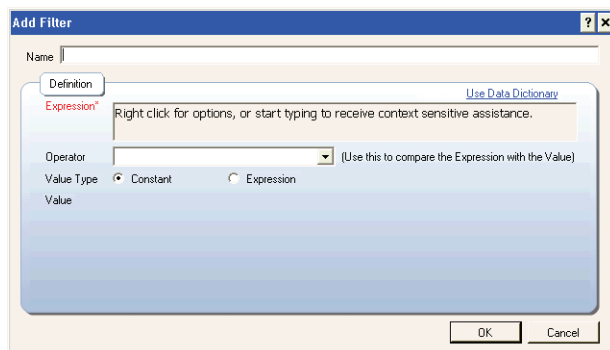 Add Filter
Name
Definition
Use Data Dictionary
Expression*
Right click for options, or start typing to receive context sensitive assistance.
Operator (Use this to compare the Expression with the Value)
Value Type Constant Expression
Value
OK Cancel